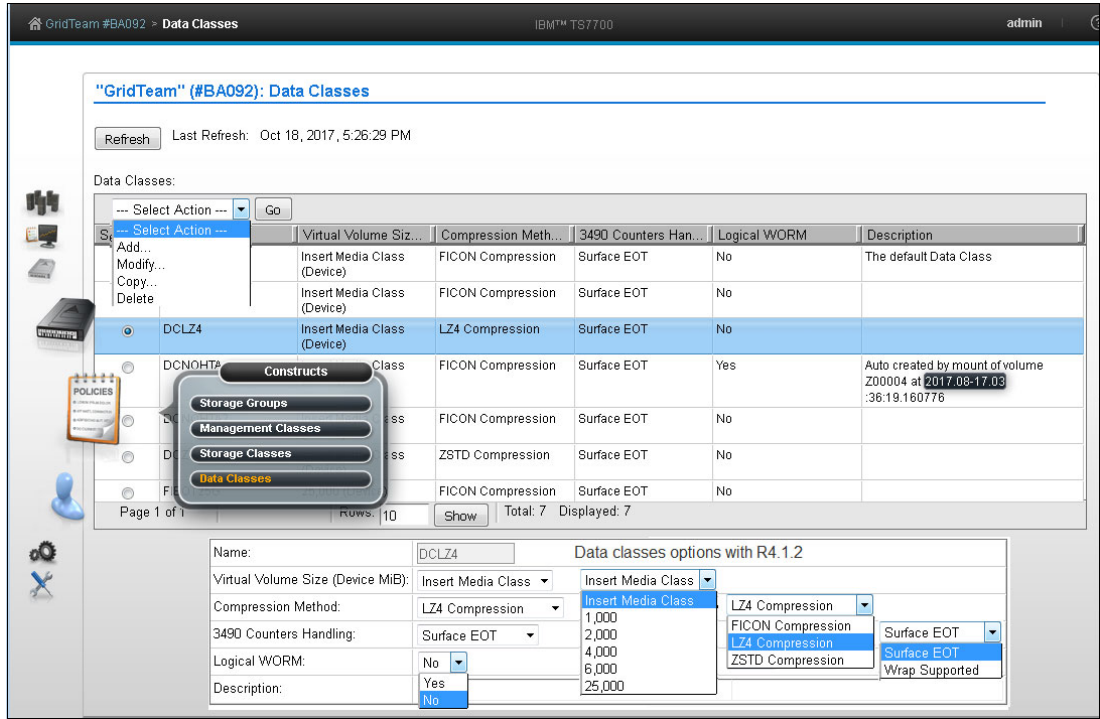 GridTeam #BA092 > Data Classes IBM™ TS7700 admin
"GridTeam" (#BA092): Data Classes
Refresh Last Refresh: Oct 18, 2017, 5:26:29 PM
Data Classes:
--- Select Action --- Go
--- Select Action ---
Add...
Modify...
Copy...
Delete
Virtual Volume Siz... Compression Meth... 3490 Counters Han... Logical WORM Description
Insert Media Class FICON Compression Surface EOT No The default Data Class
(Device)
Insert Media Class FICON Compression Surface EOT No
(Device)
DCLZ4 Insert Media Class LZ4 Compression Surface EOT No
(Device)
DCNOHTA Class FICON Compression Surface EOT Yes Auto created by mount of volume
Z00004 at 2017.08-17.03
:36:19.160776
FICON Compression Surface EOT No
ZSTD Compression Surface EOT No
FICON Compression Surface EOT No
POLICIES
Constructs
Storage Groups
Management Classes
Storage Classes
Data Classes
Page 1 of 1 Rows: 10 Show Total: 7 Displayed: 7
Name: DCLZ4 Data classes options with R4.1.2
Virtual Volume Size (Device MiB): Insert Media Class Insert Media Class
Insert Media Class
1,000
2,000
4,000
6,000
25,000
Compression Method: LZ4 Compression LZ4 Compression
FICON Compression
LZ4 Compression
ZSTD Compression
3490 Counters Handling: Surface EOT Surface EOT
Surface EOT
Wrap Supported
Logical WORM: No
Yes
No
Description: